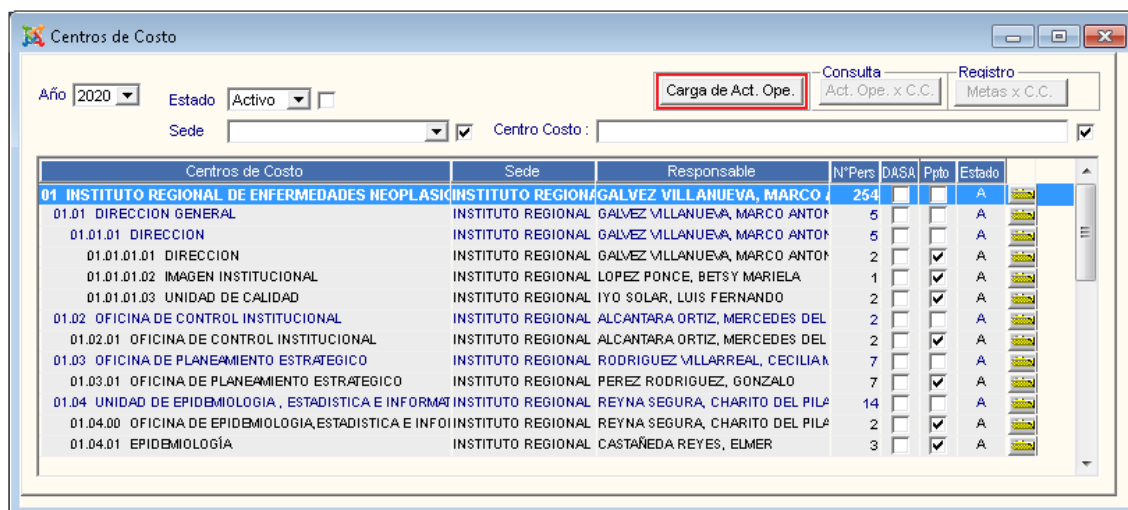 Centros de Costo
Año 2020
Estado Activo
Carga de Act. Ope.
Consulta
Act. Ope. x C.C.
Registro
Metas x C.C.
Sede
Centro Costo :
Centros de Costo Sede Responsable N°Pers DASA Ppto Estado
01 INSTITUTO REGIONAL DE ENFERMEDADES NEOPLASIC INSTITUTO REGIONA GALVEZ VILLANUEVA, MARCO A 254 A
01.01 DIRECCION GENERAL INSTITUTO REGIONAL GALVEZ VILLANUEVA, MARCO ANTON 5 A
01.01.01 DIRECCION INSTITUTO REGIONAL GALVEZ VILLANUEVA, MARCO ANTON 5 A
01.01.01.01 DIRECCION INSTITUTO REGIONAL GALVEZ VILLANUEVA, MARCO ANTON 2 A
01.01.01.02 IMAGEN INSTITUCIONAL INSTITUTO REGIONAL LOPEZ PONCE, BETSY MARIELA 1 A
01.01.01.03 UNIDAD DE CALIDAD INSTITUTO REGIONAL IYO SOLAR, LUIS FERNANDO 2 A
01.02 OFICINA DE CONTROL INSTITUCIONAL INSTITUTO REGIONAL ALCANTARA ORTIZ, MERCEDES DEL 2 A
01.02.01 OFICINA DE CONTROL INSTITUCIONAL INSTITUTO REGIONAL ALCANTARA ORTIZ, MERCEDES DEL 2 A
01.03 OFICINA DE PLANEAMIENTO ESTRATEGICO INSTITUTO REGIONAL RODRIGUEZ VILLARREAL, CECILIA M 7 A
01.03.01 OFICINA DE PLANEAMIENTO ESTRATEGICO INSTITUTO REGIONAL PEREZ RODRIGUEZ, GONZALO 7 A
01.04 UNIDAD DE EPIDEMIOLOGIA , ESTADISTICA E INFORMAT INSTITUTO REGIONAL REYNA SEGURA, CHARITO DEL PILA 14 A
01.04.00 OFICINA DE EPIDEMIOLOGIA,ESTADISTICA E INFOI INSTITUTO REGIONAL REYNA SEGURA, CHARITO DEL PILA 2 A
01.04.01 EPIDEMIOLOGÍA INSTITUTO REGIONAL CASTAÑEDA REYES, ELMER 3 A